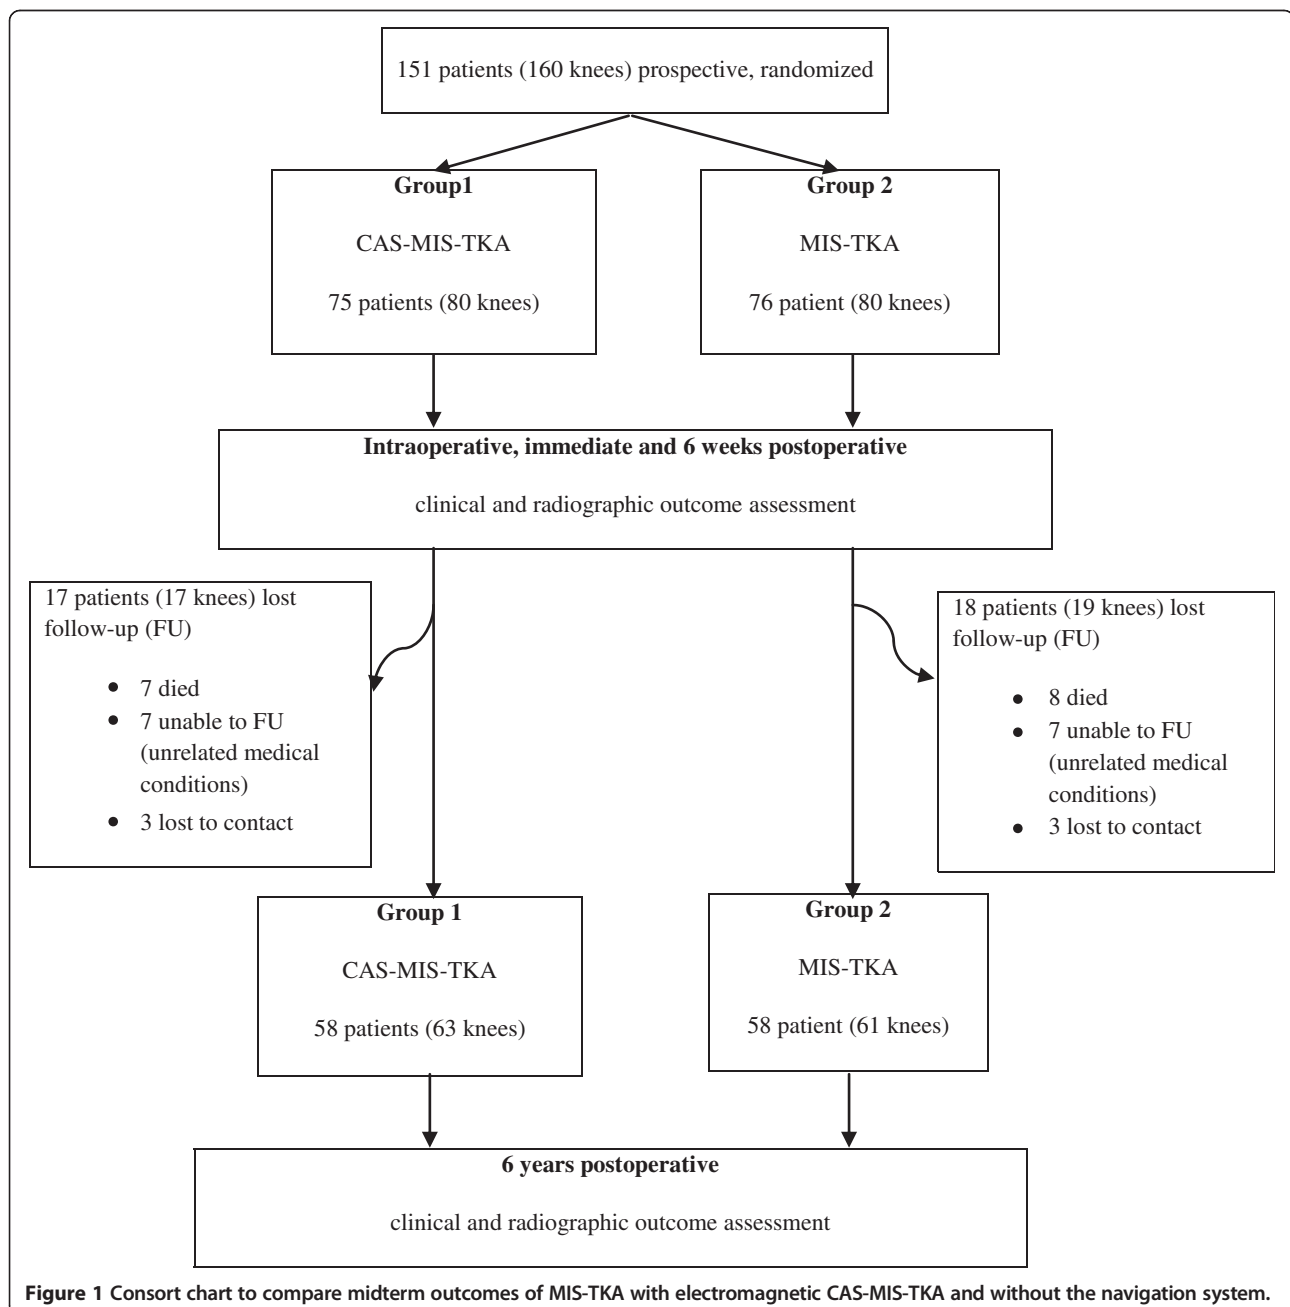 151 patients (160 knees) prospective, randomized
Group1
CAS-MIS-TKA
75 patients (80 knees)
Group 2
MIS-TKA
76 patient (80 knees)
Intraoperative, immediate and 6 weeks postoperative
clinical and radiographic outcome assessment
17 patients (17 knees) lost
follow-up (FU)
• 7 died
• 7 unable to FU
(unrelated medical
conditions)
• 3 lost to contact
18 patients (19 knees) lost
follow-up (FU)
• 8 died
• 7 unable to FU
(unrelated medical
conditions)
• 3 lost to contact
Group 1
CAS-MIS-TKA
58 patients (63 knees)
Group 2
MIS-TKA
58 patient (61 knees)
6 years postoperative
clinical and radiographic outcome assessment
Figure 1 Consort chart to compare midterm outcomes of MIS-TKA with electromagnetic CAS-MIS-TKA and without the navigation system.